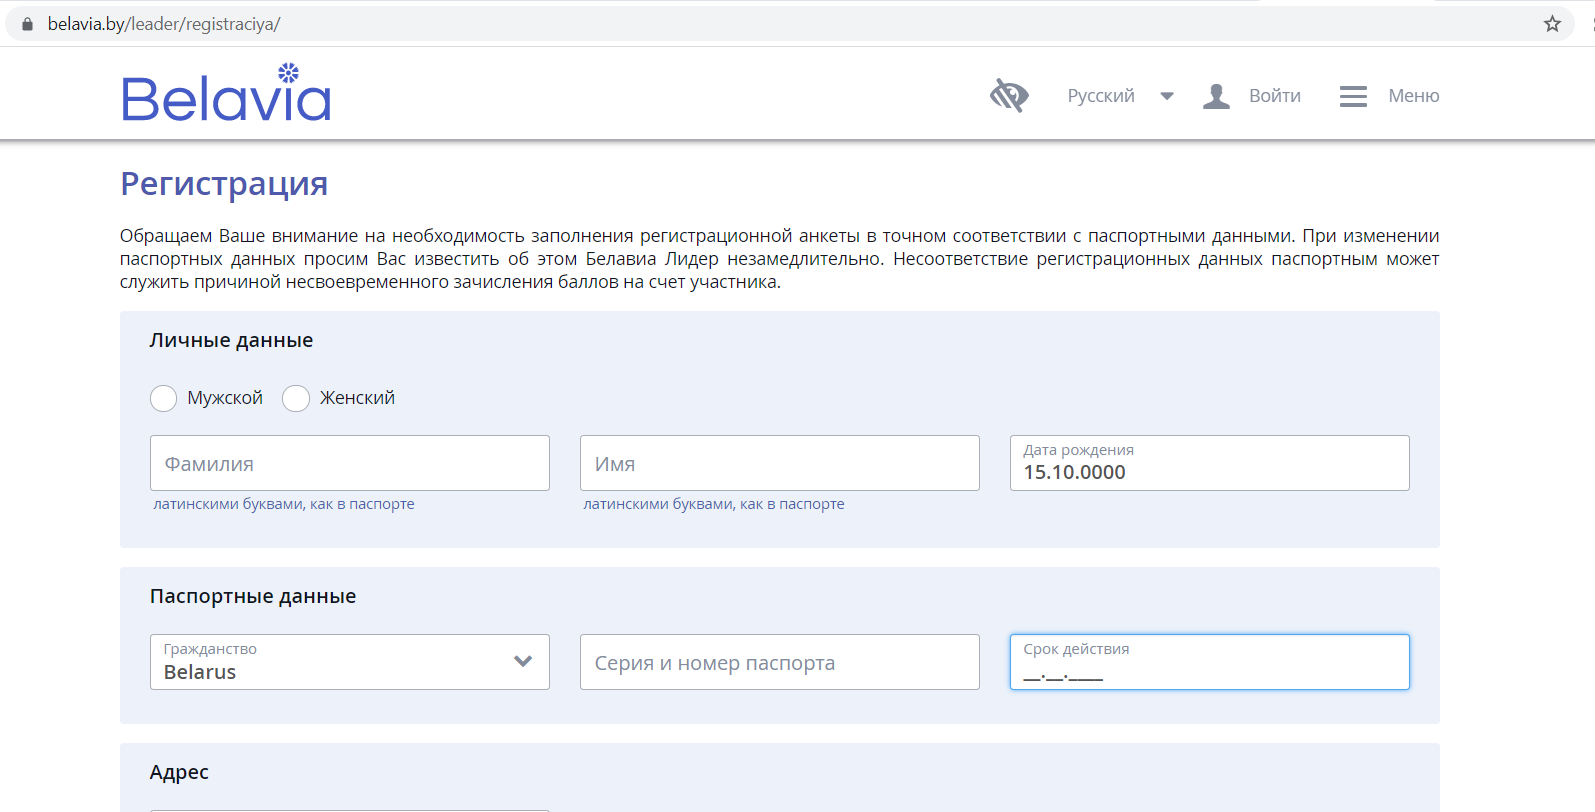 belavia.by/leader/registraciya/
Belavia
Русский
Войти
Меню
Регистрация
Обращаем Ваше внимание на необходимость заполнения регистрационной анкеты в точном соответствии с паспортными данными. При изменении
паспортных данных просим Вас известить об этом Белавиа Лидер незамедлительно. Несоответствие регистрационных данных паспортным может
служить причиной несвоевременного зачисления баллов на счет участника.
Личные данные
Мужской
Женский
Фамилия
Имя
Дата рождения
15.10.0000
латинскими буквами, как в паспорте
латинскими буквами, как в паспорте
Паспортные данные
Гражданство
Belarus
Серия и номер паспорта
Срок действия
__.__.____
Адрес